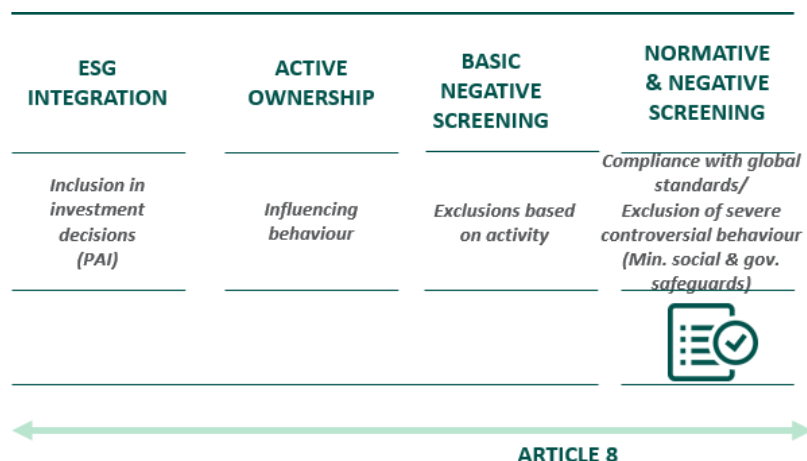 ESG
INTEGRATION
ACTIVE
OWNERSHIP
BASIC
NEGATIVE
SCREENING
NORMATIVE
& NEGATIVE
SCREENING
Inclusion in
investment
decisions
(PAI)
Influencing
behaviour
Exclusions based
on activity
Compliance with global
standards/
Exclusion of severe
controversial behaviour
(Min. social & gov.
safeguards)
ARTICLE 8